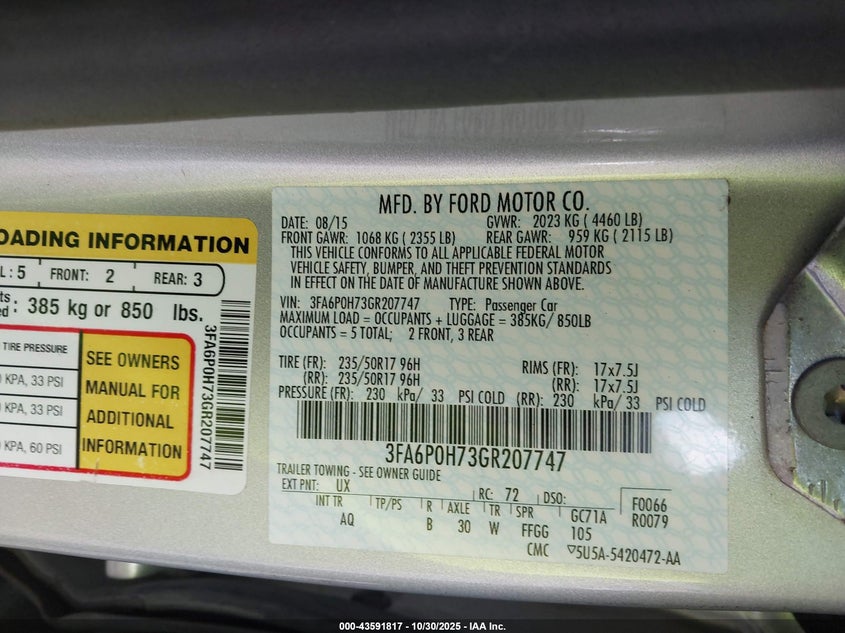 OADING INFORMATION
L : 5 FRONT: 2 REAR: 3
: 385 kg or 850 lbs.
TIRE PRESSURE
KPA, 33 PSI
KPA, 33 PSI
KPA, 60 PSI
SEE OWNERS
MANUAL FOR
ADDITIONAL
INFORMATION
3FA6P0H73GR207747
MFD. BY FORD MOTOR CO.
DATE: 08/15 GVWR: 2023 KG ( 4460 LB)
FRONT GAWR: 1068 KG ( 2355 LB) REAR GAWR: 959 KG ( 2115 LB)
THIS VEHICLE CONFORMS TO ALL APPLICABLE FEDERAL MOTOR
VEHICLE SAFETY, BUMPER, AND THEFT PREVENTION STANDARDS
IN EFFECT ON THE DATE OF MANUFACTURE SHOWN ABOVE.
VIN: 3FA6P0H73GR207747 TYPE: Passenger Car
MAXIMUM LOAD = OCCUPANTS + LUGGAGE = 385KG/ 850LB
OCCUPANTS = 5 TOTAL; 2 FRONT, 3 REAR
TIRE (FR): 235/50R17 96H RIMS (FR): 17x7.5J
(RR): 235/50R17 96H (RR): 17x7.5J
PRESSURE (FR): 230 kPa/ 33 PSI COLD (RR): 230 kPa/ 33 PSI COLD
3FA6P0H73GR207747
TRAILER TOWING - SEE OWNER GUIDE
EXT PNT: UX RC: 72 DSO: F0066
INT TR TP/PS R AXLE TR SPR GC71A R0079
AQ B 30 W FFGG 105
CMC ▽5U5A-5420472-AA
000-43591817 - 10/30/2025 - IAA Inc.